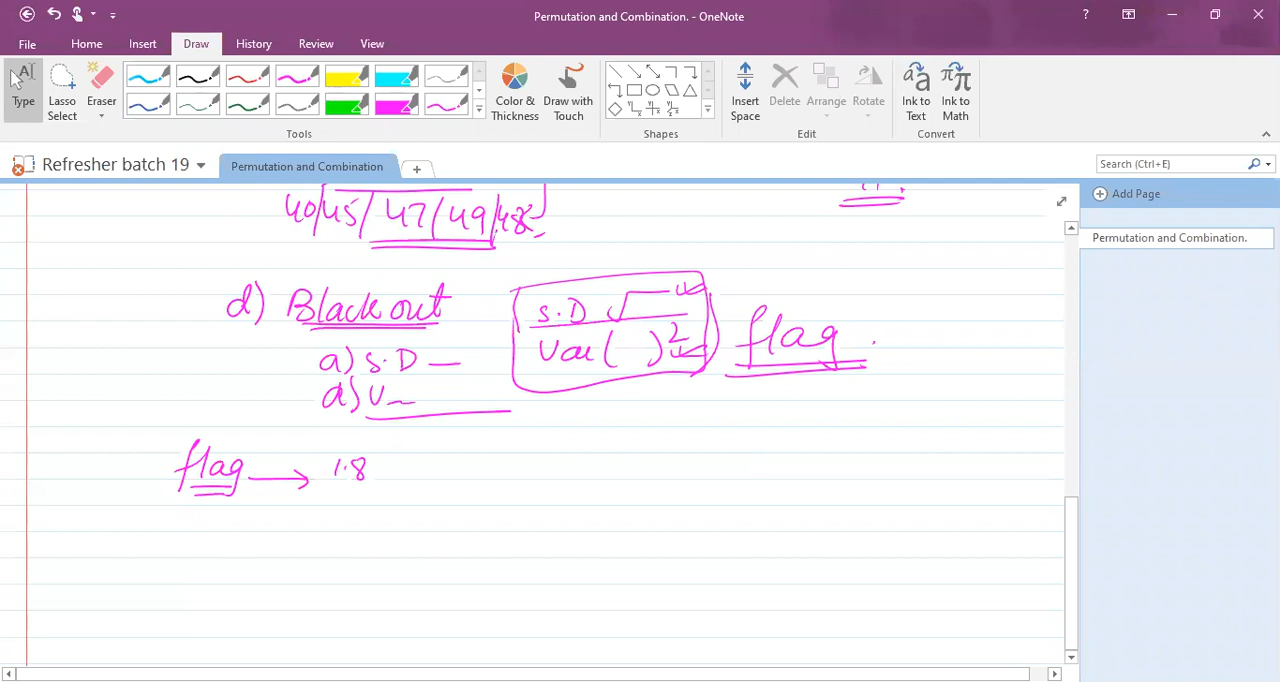 Permutation and Combination. - OneNote
File Home Insert Draw History Review View
Type Lasso Select Eraser Color & Thickness Draw with Touch Insert Space Delete Arrange Rotate Ink to Text Ink to Math
Tools Shapes Edit Convert
Refresher batch 19 Permutation and Combination Search (Ctrl+E)
Add Page
Permutation and Combination.
40/45/47/49/48
d) Blackout
S.D √
Var( )²
flag.
a) S.D —
d) V —
flag → 1.8